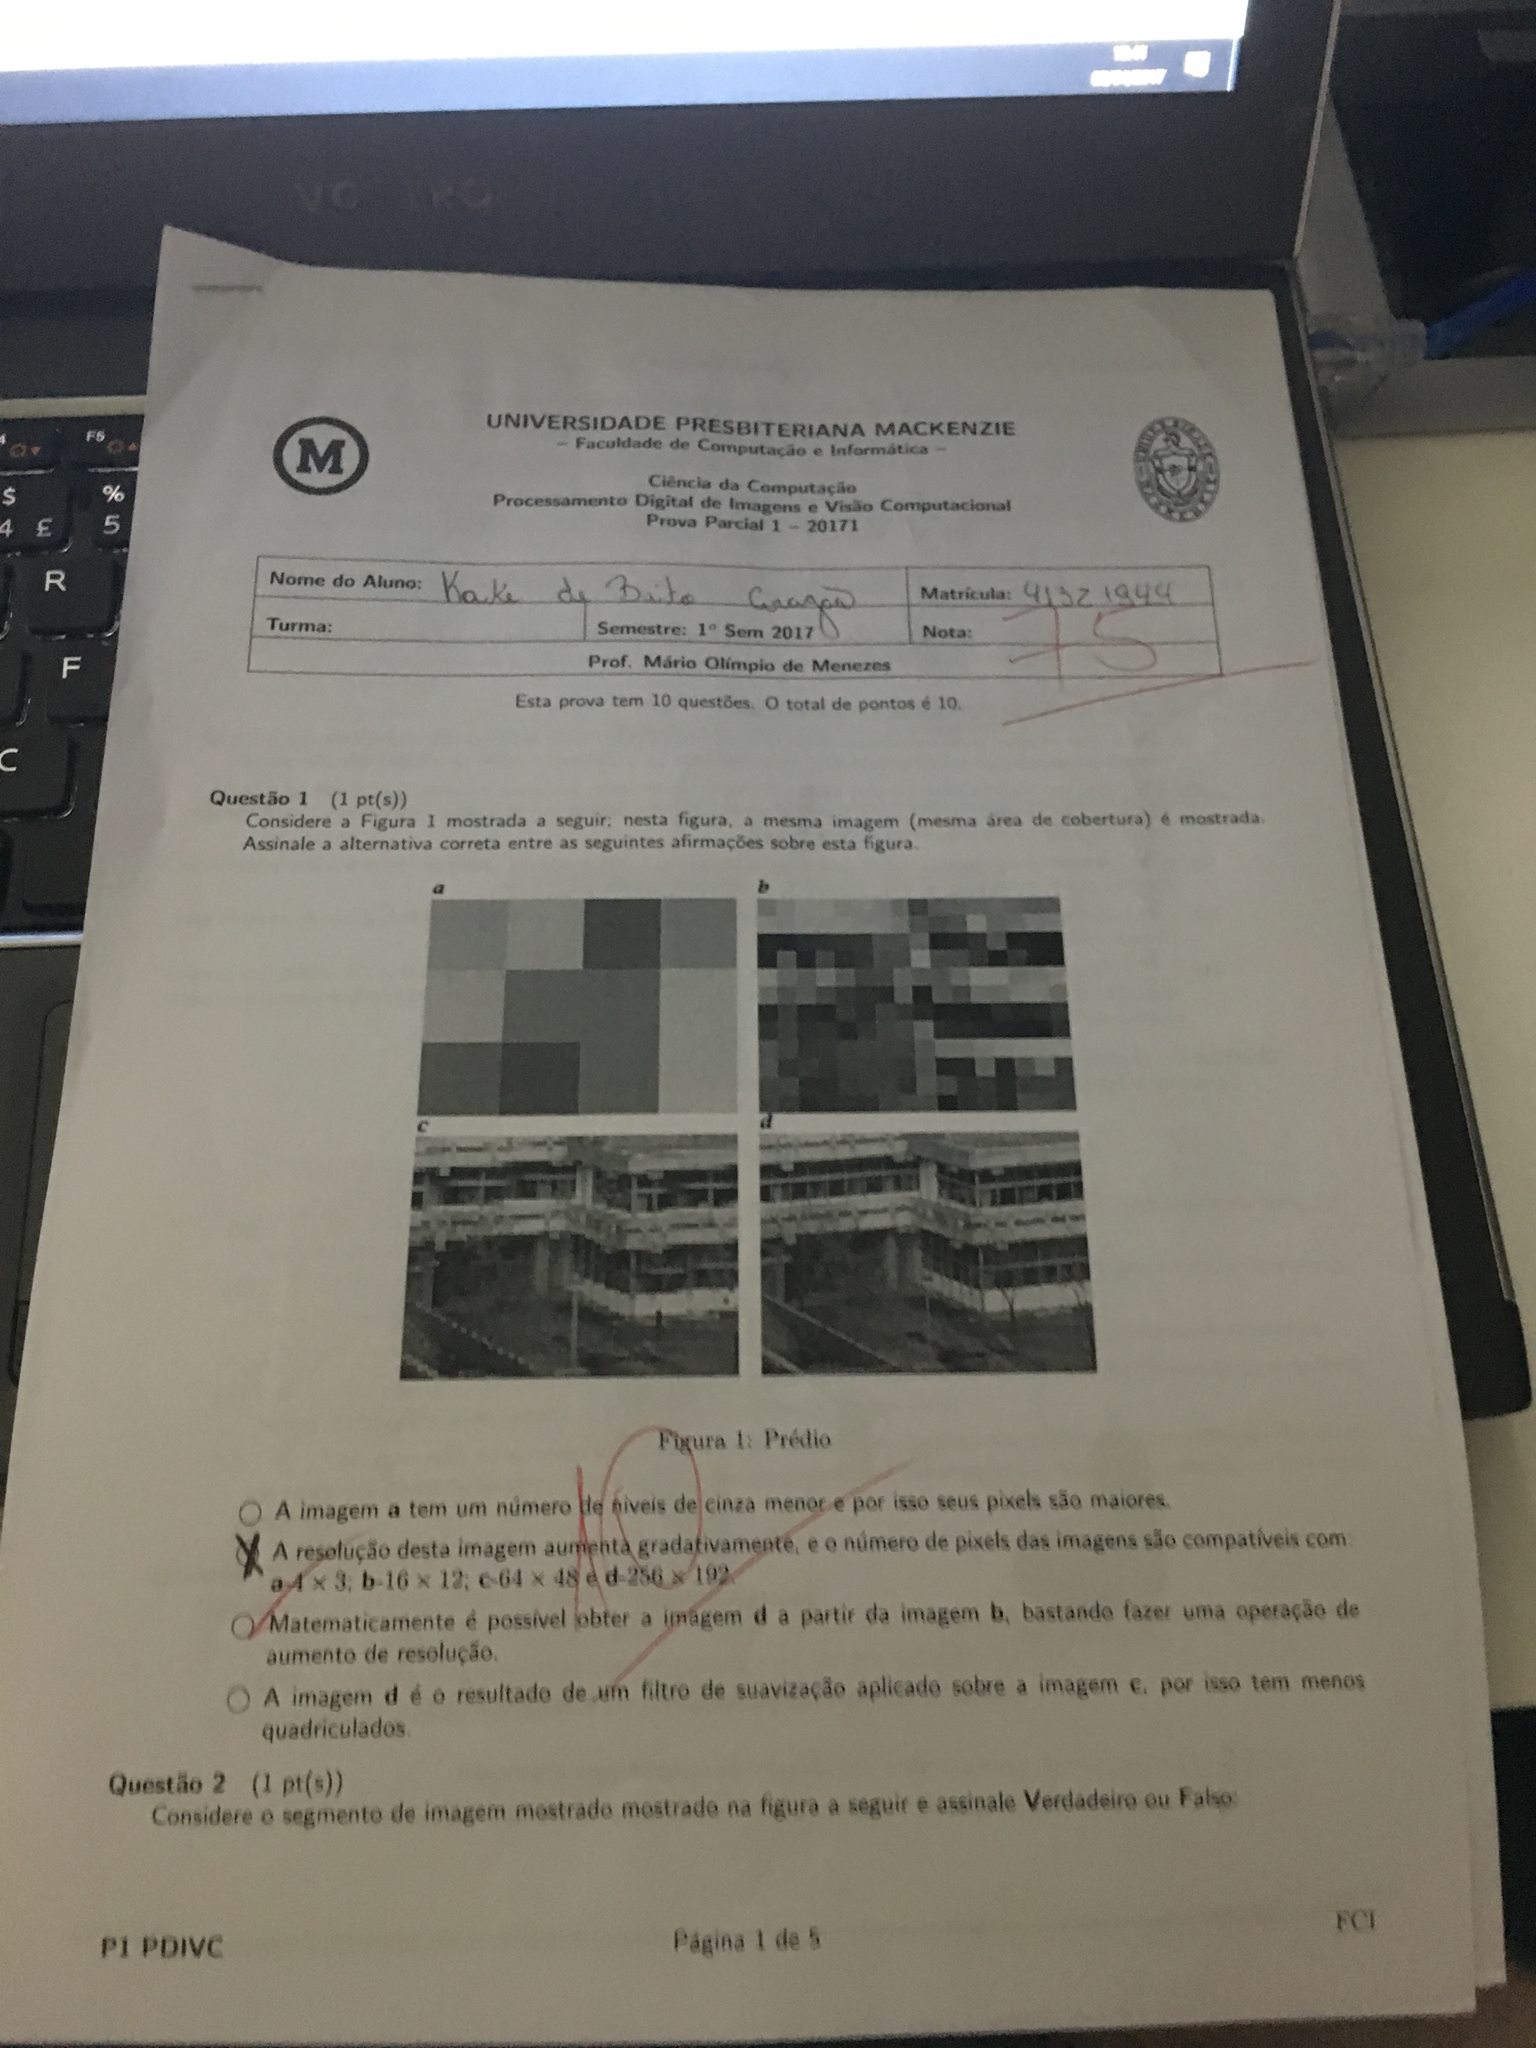 M
UNIVERSIDADE PRESBITERIANA MACKENZIE
– Faculdade de Computação e Informática –
Ciência da Computação
Processamento Digital de Imagens e Visão Computacional
Prova Parcial 1 – 20171
Nome do Aluno: de Brito
Matrícula: 41321944
Turma:
Semestre: 1º Sem 2017
Nota: 75
Prof. Mário Olímpio de Menezes
Esta prova tem 10 questões. O total de pontos é 10.
Questão 1 (1 pt(s))
Considere a Figura 1 mostrada a seguir; nesta figura, a mesma imagem (mesma área de cobertura) é mostrada.
Assinale a alternativa correta entre as seguintes afirmações sobre esta figura.
a
b
c
d
Figura 1: Prédio
10
A imagem a tem um número de níveis de cinza menor e por isso seus pixels são maiores.
X A resolução desta imagem aumenta gradativamente, e o número de pixels das imagens são compatíveis com:
a-4 × 3; b-16 × 12; c-64 × 48 e d-256 × 192.
Matematicamente é possível obter a imagem d a partir da imagem b, bastando fazer uma operação de
aumento de resolução.
A imagem d é o resultado de um filtro de suavização aplicado sobre a imagem c, por isso tem menos
quadriculados.
Questão 2 (1 pt(s))
Considere o segmento de imagem mostrado mostrado na figura a seguir e assinale Verdadeiro ou Falso:
P1 PDIVC
Página 1 de 5
FCI
F5
$
4 £
%
5
R
F
C